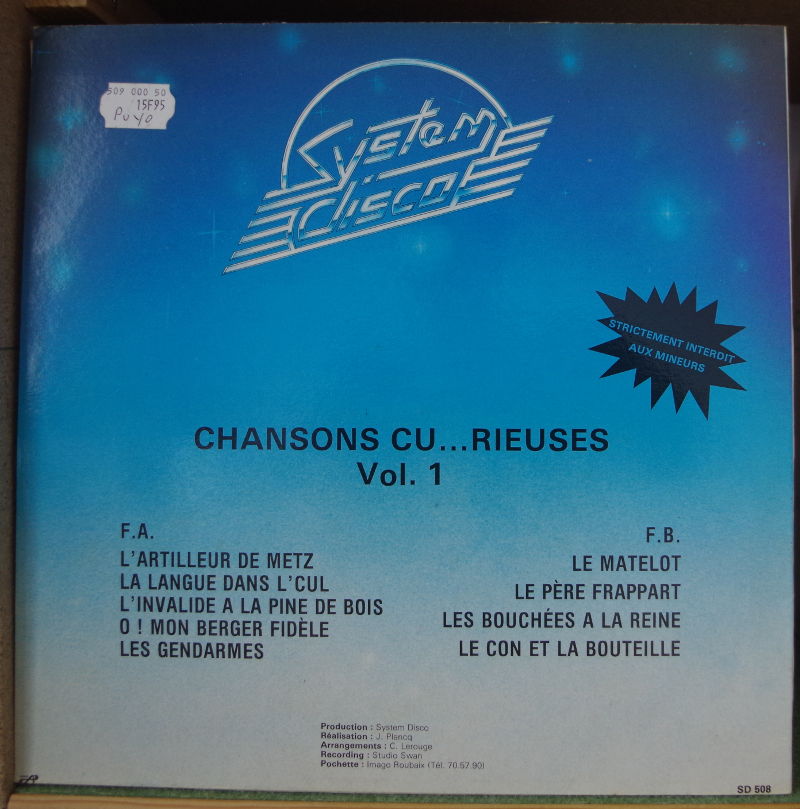 509 000 50
15F95
PUYO
System
disco
STRICTEMENT INTERDIT
AUX MINEURS
CHANSONS CU...RIEUSES
Vol. 1
F.A.
L'ARTILLEUR DE METZ
LA LANGUE DANS L'CUL
L'INVALIDE A LA PINE DE BOIS
O ! MON BERGER FIDÈLE
LES GENDARMES
F.B.
LE MATELOT
LE PÈRE FRAPPART
LES BOUCHÉES A LA REINE
LE CON ET LA BOUTEILLE
Production : System Disco
Réalisation : J. Plancq
Arrangements : C. Lerouge
Recording : Studio Swan
Pochette : Imago Roubaix (Tél. 70.57.90)
SD 508